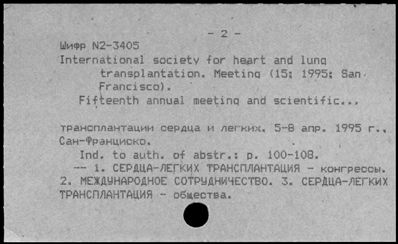 - 2 -
Шифр N2-3405
International society for heart and lung
transplantation. Meeting (15; 1995; San
Francisco).
Fifteenth annual meeting and scientific...
трансплантации сердца и легких. 5-8 апр. 1995 г.,
Сан-Франциско.
Ind. to auth. of abstr.: p. 100-108.
-- 1. СЕРДЦА-ЛЕГКИХ ТРАНСПЛАНТАЦИЯ - конгрессы.
2. МЕЖДУНАРОДНОЕ СОТРУДНИЧЕСТВО. 3. СЕРДЦА-ЛЕГКИХ
ТРАНСПЛАНТАЦИЯ - общества.